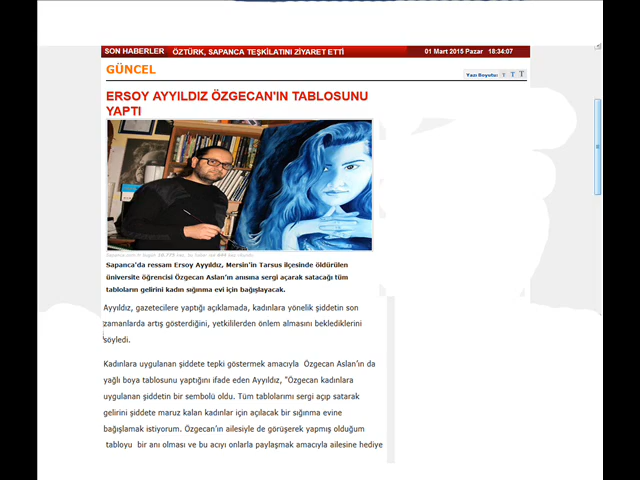 SON HABERLER ÖZTÜRK, SAPANCA TEŞKİLATINI ZİYARET ETTİ 01 Mart 2015 Pazar 18:34:07
GÜNCEL
Yazı Boyutu: T T T
ERSOY AYYILDIZ ÖZGECAN'IN TABLOSUNU
YAPTI
Sapanca'da ressam Ersoy Ayyıldız, Mersin'in Tarsus ilçesinde öldürülen
üniversite öğrencisi Özgecan Aslan'ın anısına sergi açarak satacağı tüm
tabloların gelirini kadın sığınma evi için bağışlayacak.
Ayyıldız, gazetecilere yaptığı açıklamada, kadınlara yönelik şiddetin son
zamanlarda artış gösterdiğini, yetkililerden önlem almasını beklediklerini
söyledi.
Kadınlara uygulanan şiddete tepki göstermek amacıyla Özgecan Aslan'ın da
yağlı boya tablosunu yaptığını ifade eden Ayyıldız, "Özgecan kadınlara
uygulanan şiddetin bir sembolü oldu. Tüm tablolarımı sergi açıp satarak
gelirini şiddete maruz kalan kadınlar için açılacak bir sığınma evine
bağışlamak istiyorum. Özgecan'ın ailesiyle de görüşerek yapmış olduğum
tabloyu bir anı olması ve bu acıyı onlarla paylaşmak amacıyla ailesine hediye